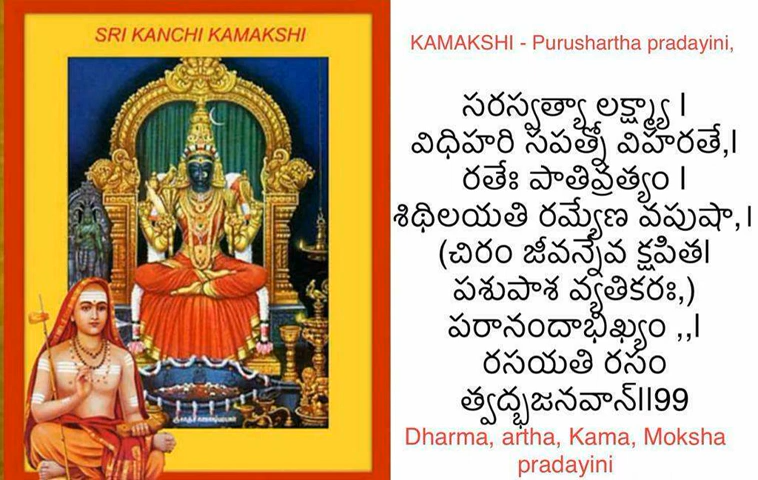 SRI KANCHI KAMAKSHI
KAMAKSHI - Purushartha pradayini,
సరస్వత్యా లక్ష్మ్యా ।
విధిహరి సపత్నో విహరతే,।
రతేః పాతివ్రత్యం ।
శిథిలయతి రమ్యేణ వపుషా,।
(చిరం జీవన్నేవ క్షపిత।
పశుపాశ వ్యతికరః,)
పరానందాభిఖ్యం ,,।
రసయతి రసం
త్వద్భజనవాన్॥99
Dharma, artha, Kama, Moksha
pradayini